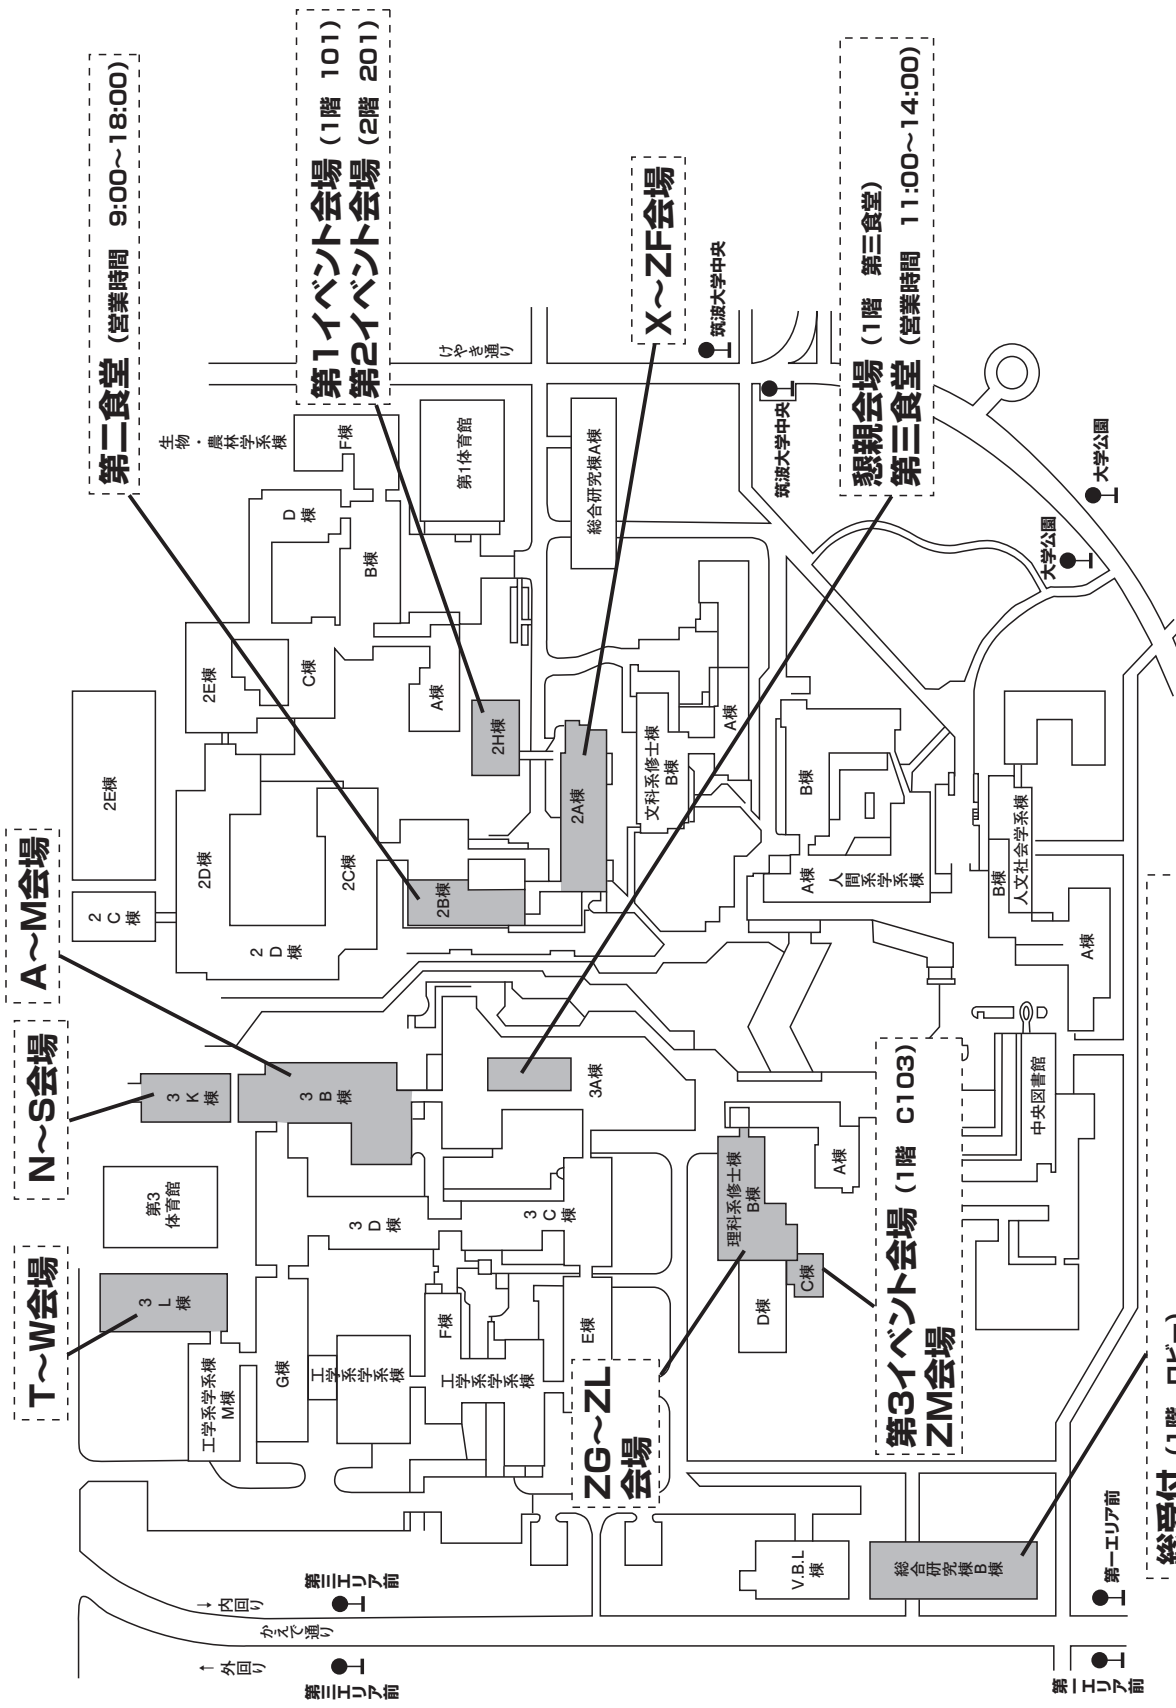 第二食堂（営業時間　9:00〜18:00）
第1イベント会場（1階　101）
第2イベント会場（2階　201）
X〜ZF会場
懇親会場（1階　第三食堂）
第三食堂（営業時間　11:00〜14:00）
A〜M会場
N〜S会場
T〜W会場
ZG〜ZL
会場
第3イベント会場（1階　C103）
ZM会場
生物・農林学系棟
F棟
D棟
B棟
C棟
A棟
けやき通り
第1体育館
総合研究棟A棟
筑波大学中央
筑波大学中央
大学公園
大学公園
2E棟
2E棟
2D棟
2C棟
2C棟
2D棟
2B棟
2H棟
2A棟
文科系修士棟
B棟
A棟
B棟
A棟
人間系学系棟
B棟
人文社会学系棟
A棟
中央図書館
3K棟
3B棟
3A棟
第3
体育館
3D棟
3C棟
3L棟
工学系学系棟
M棟
G棟
工学系学系棟
F棟
工学系学系棟
E棟
理科系修士棟
B棟
A棟
C棟
D棟
V.B.L
棟
総合研究棟B棟
第三エリア前
→内回り
かえで通り
←外回り
第三エリア前
第一エリア前
第一エリア前